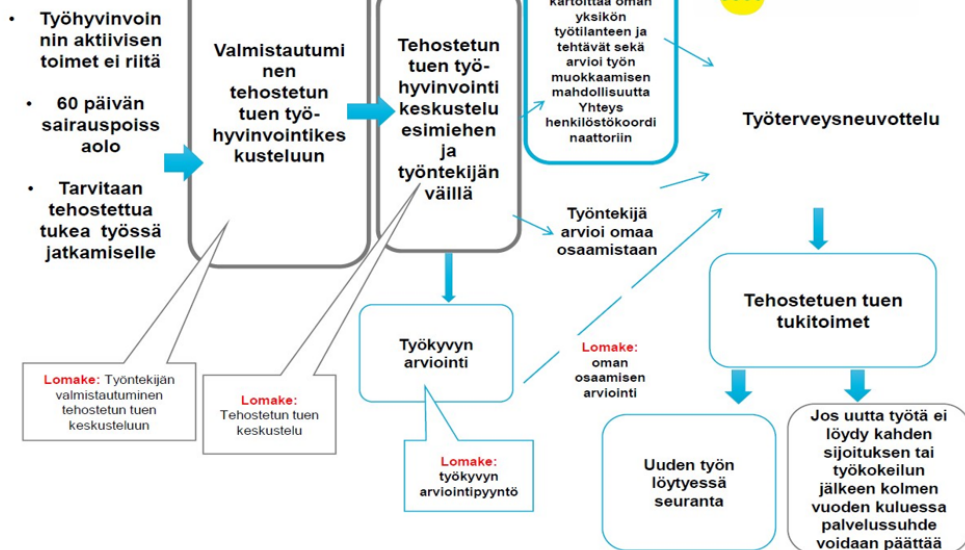 • Työhyvinvoin
nin aktiivisen
toimet ei riitä
• 60 päivän
sairauspoiss
aolo
• Tarvitaan
tehostettua
tukea työssä
jatkamiselle
Valmistautumi
nen
tehostetun
tuen työ-
hyvinvointikes
kusteluun
Tehostetun
tuen työ-
hyvinvointi
keskustelu
esimiehen
ja
työntekijän
väillä
kartoittaa oman
yksikön
työtilanteen ja
tehtävät sekä
arvioi työn
muokkaamisen
mahdollisuutta
Yhteys
henkilöstökoordi
naattoriin
Työntekijä
arvioi omaa
osaamistaan
Työterveysneuvottelu
Työkyvyn
arviointi
Tehostetuen tuen
tukitoimet
Lomake: Työntekijän
valmistautuminen
tehostetun tuen
keskusteluun
Lomake:
Tehostetun tuen
keskustelu
Lomake:
työkyvyn
arviointipyyntö
Lomake:
oman
osaamisen
arviointi
Uuden työn
löytyessä
seuranta
Jos uutta työtä ei
löydy kahden
sijoituksen tai
työkokeilun
jälkeen kolmen
vuoden kuluessa
palvelussuhde
voidaan päättää